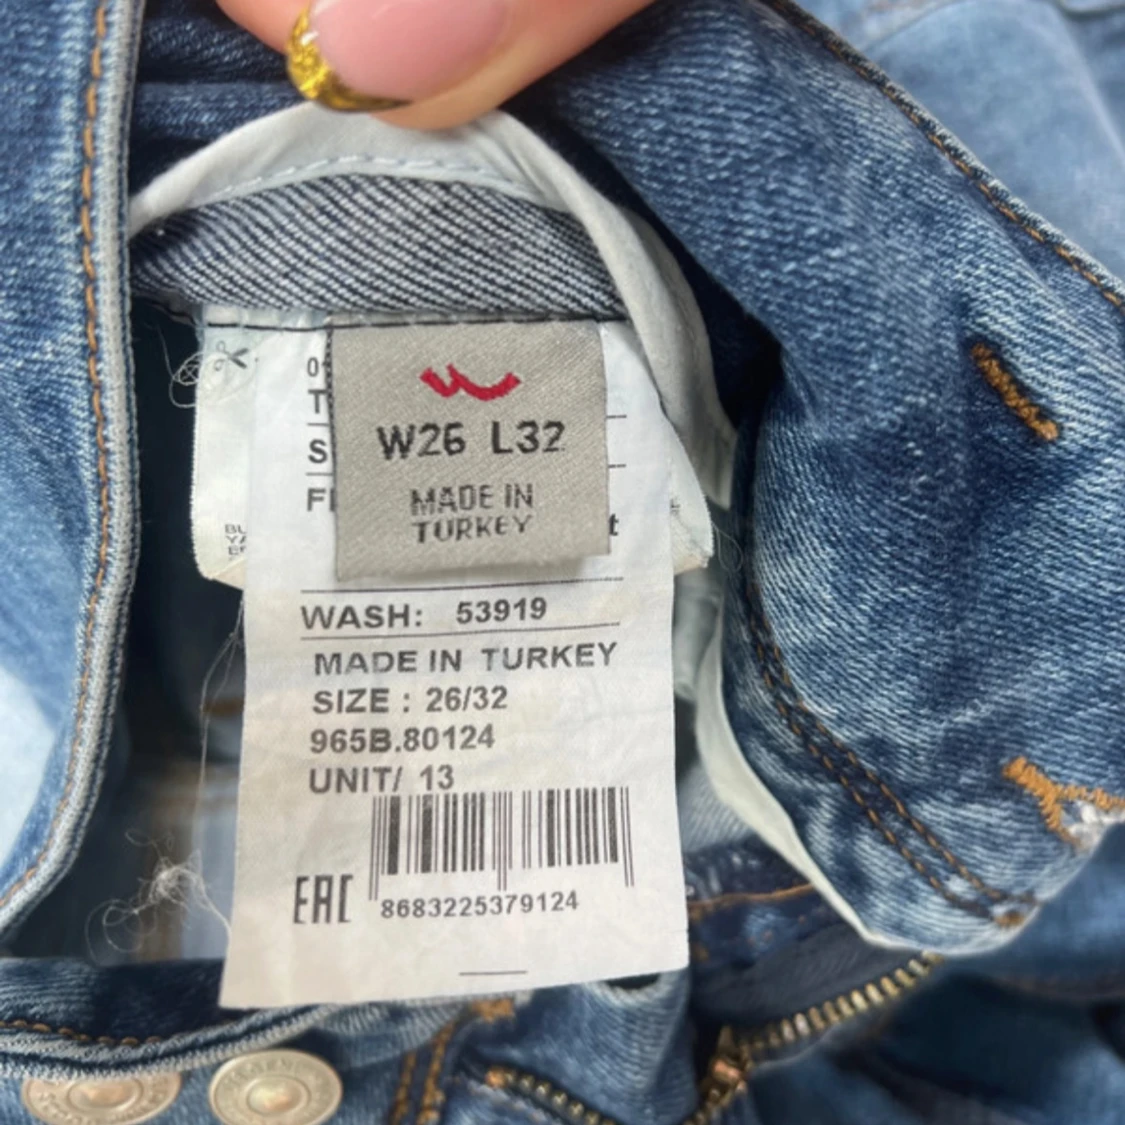 W26 L32
MADE IN
TURKEY
WASH: 53919
MADE IN TURKEY
SIZE : 26/32
965B.80124
UNIT/ 13
EAC
8683225379124